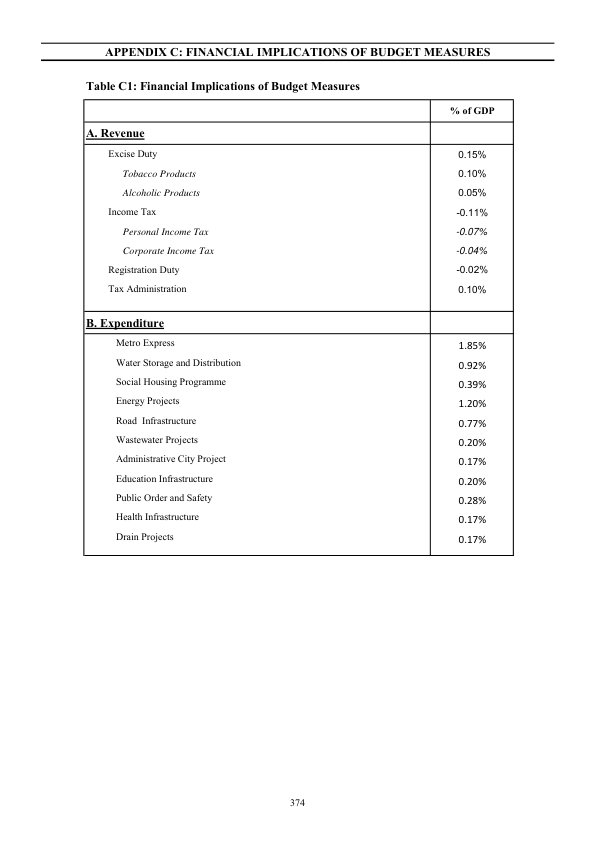 APPENDIX C: FINANCIAL IMPLICATIONS OF BUDGET MEASURES
Table C1: Financial Implications of Budget Measures
% of GDP
A. Revenue
Excise Duty 0.15%
Tobacco Products 0.10%
Alcoholic Products 0.05%
Income Tax -0.11%
Personal Income Tax -0.07%
Corporate Income Tax -0.04%
Registration Duty -0.02%
Tax Administration 0.10%
B. Expenditure
Metro Express 1.85%
Water Storage and Distribution 0.92%
Social Housing Programme 0.39%
Energy Projects 1.20%
Road Infrastructure 0.77%
Wastewater Projects 0.20%
Administrative City Project 0.17%
Education Infrastructure 0.20%
Public Order and Safety 0.28%
Health Infrastructure 0.17%
Drain Projects 0.17%
374